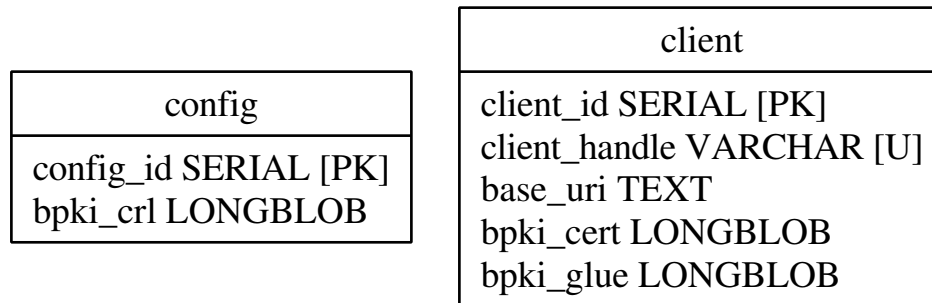 config
config_id SERIAL [PK]
bpki_crl LONGBLOB
client
client_id SERIAL [PK]
client_handle VARCHAR [U]
base_uri TEXT
bpki_cert LONGBLOB
bpki_glue LONGBLOB